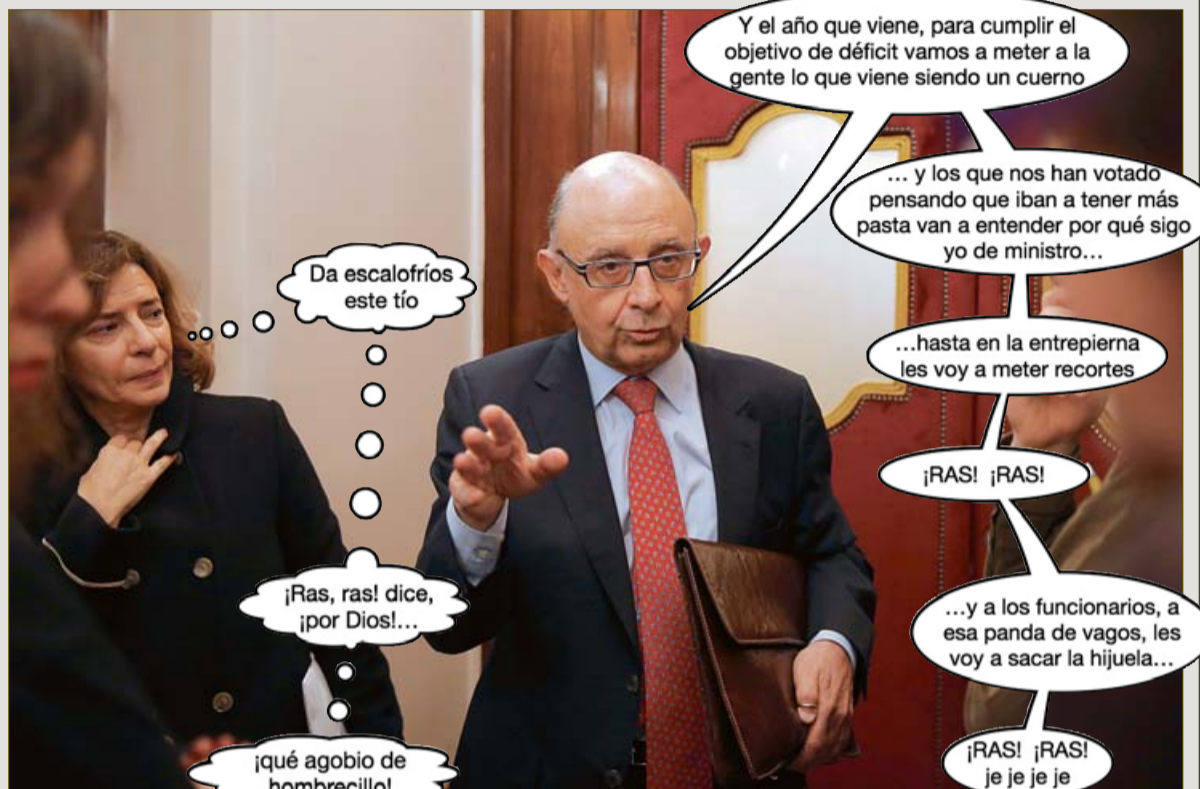 Y el año que viene, para cumplir el
objetivo de déficit vamos a meter a la
gente lo que viene siendo un cuerno
… y los que nos han votado
pensando que iban a tener más
pasta van a entender por qué sigo
yo de ministro…
…hasta en la entrepierna
les voy a meter recortes
¡RAS! ¡RAS!
…y a los funcionarios, a
esa panda de vagos, les
voy a sacar la hijuela…
¡RAS! ¡RAS!
je je je je
Da escalofríos
este tío
¡Ras, ras! dice,
¡por Dios!…
¡qué agobio de
hombrecillo!